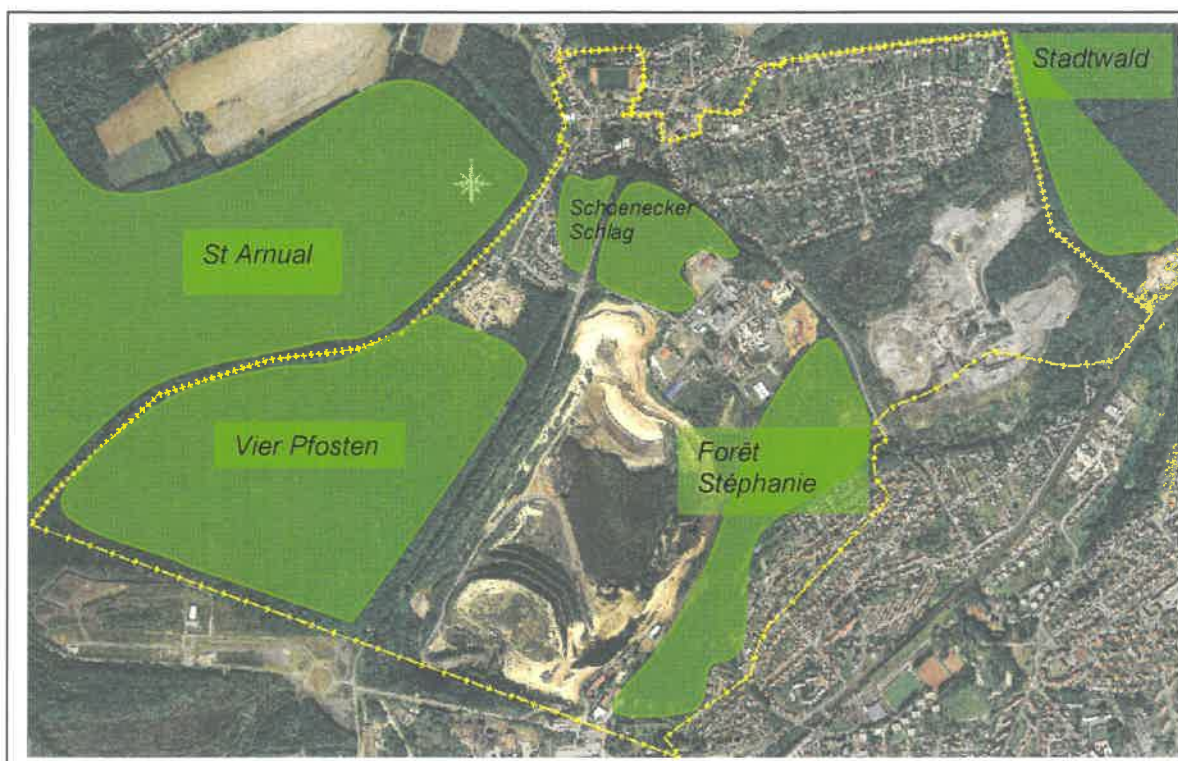 Stadtwald
Schoenecker
Schlag
St Arnual
Vier Pfosten
Forêt
Stéphanie